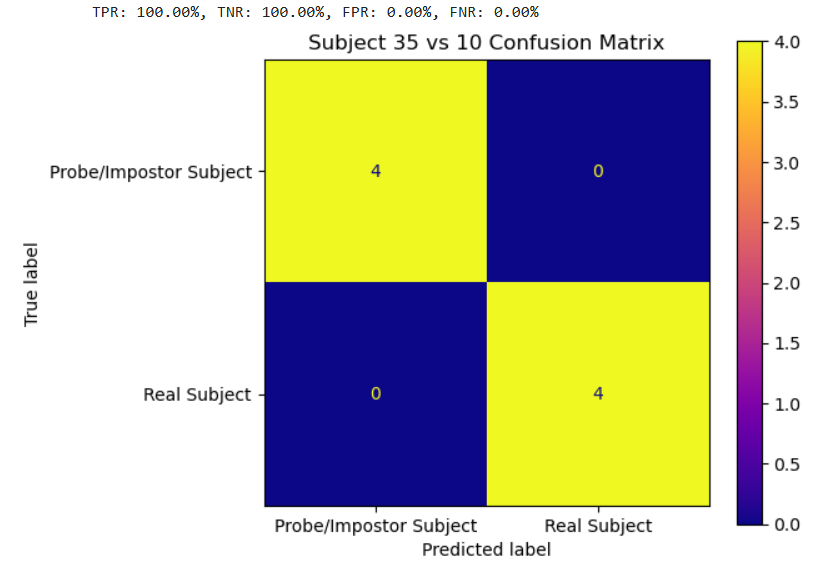 TPR: 100.00%, TNR: 100.00%, FPR: 0.00%, FNR: 0.00%
Subject 35 vs 10 Confusion Matrix
True label
Probe/Impostor Subject
Real Subject
4
0
0
4
Probe/Impostor Subject
Real Subject
Predicted label
4.0
3.5
3.0
2.5
2.0
1.5
1.0
0.5
0.0